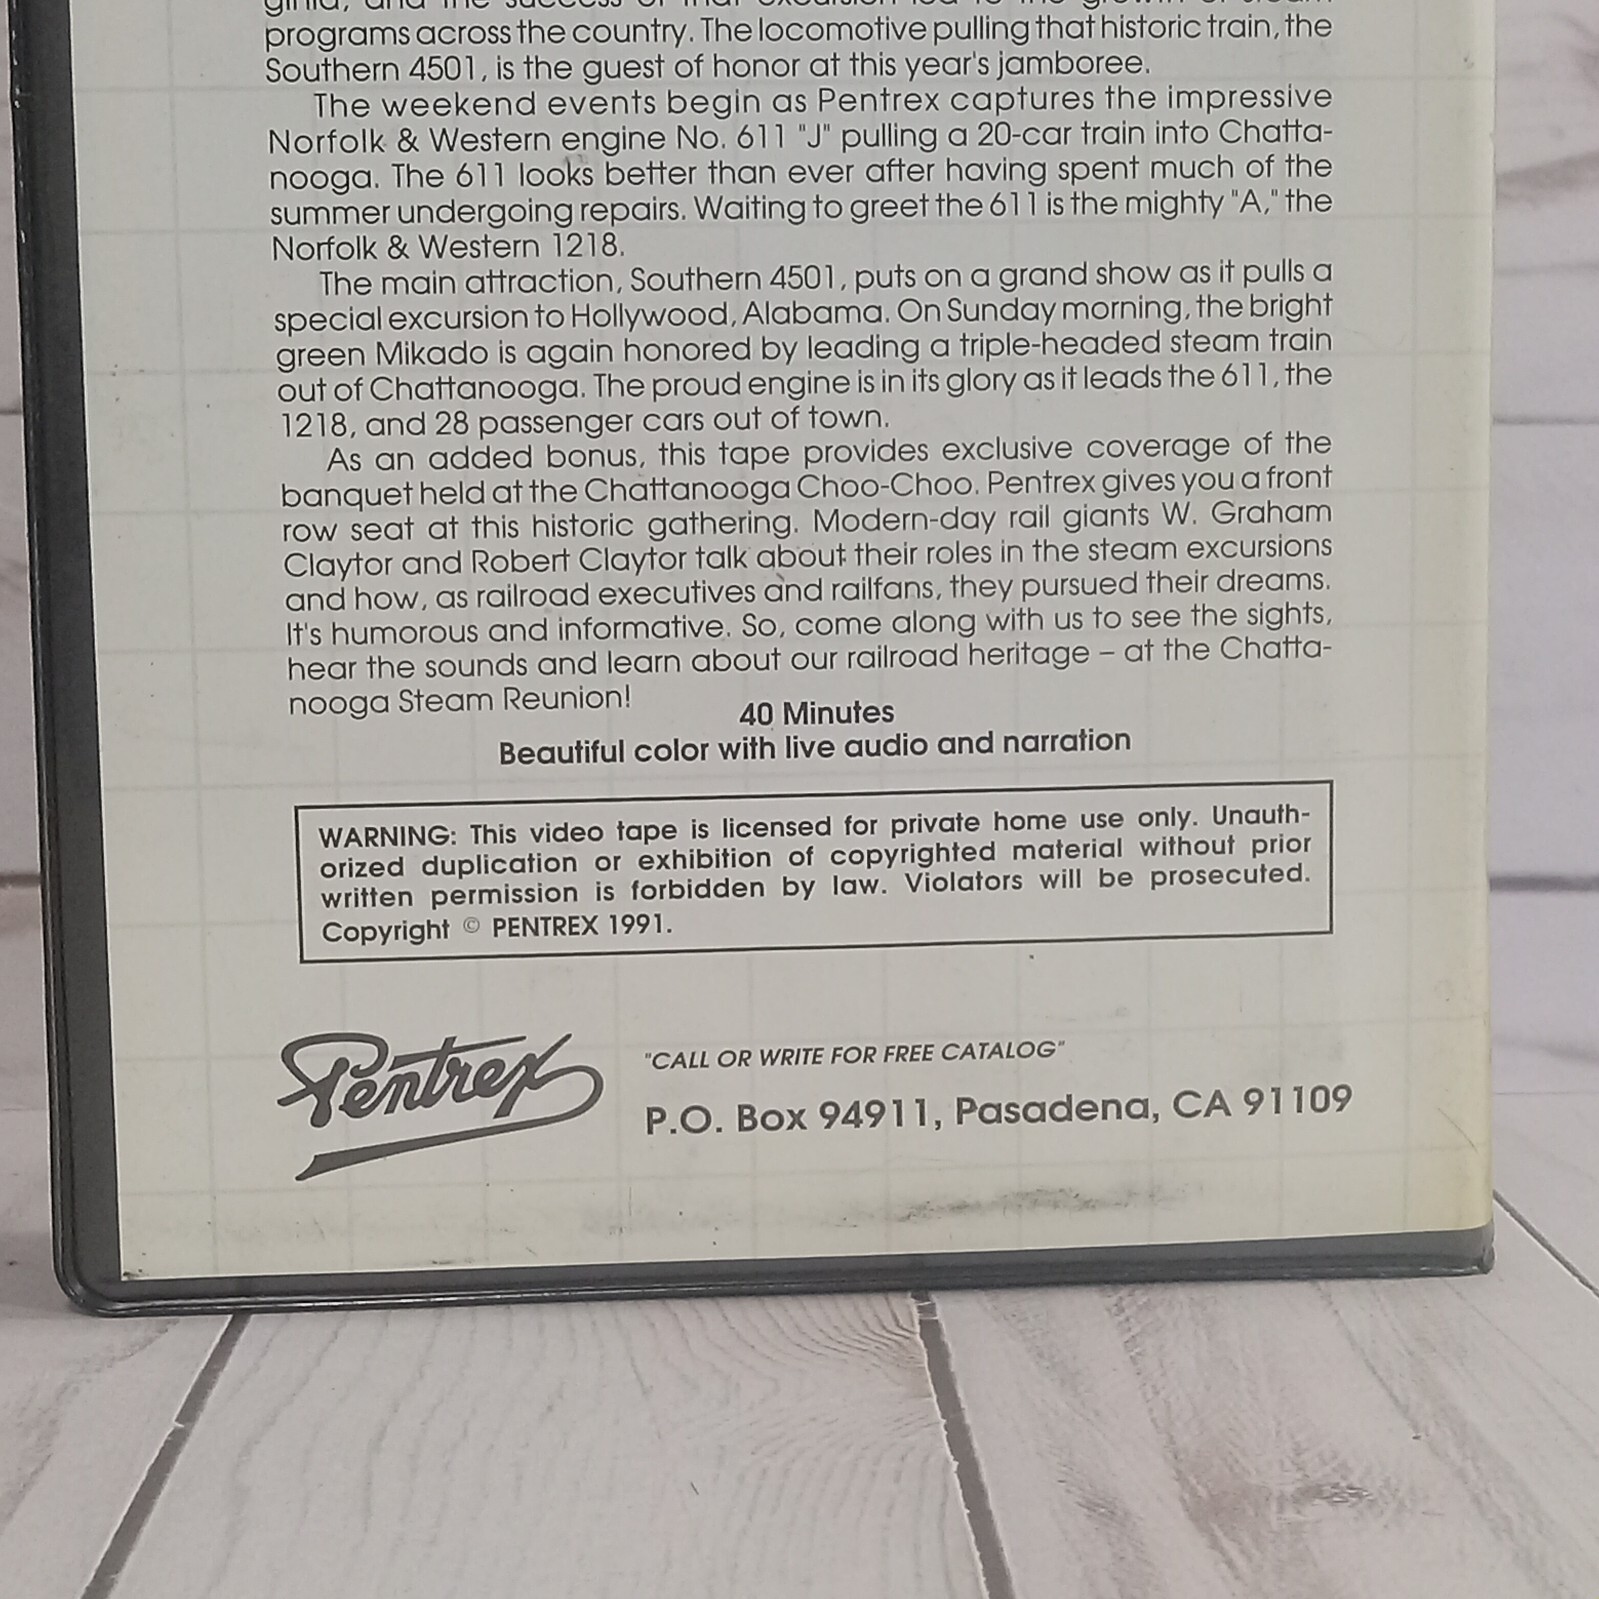 ginia, and the success of that excursion led to the growth of steam
programs across the country. The locomotive pulling that historic train, the
Southern 4501, is the guest of honor at this year's jamboree.
The weekend events begin as Pentrex captures the impressive
Norfolk & Western engine No. 611 "J" pulling a 20-car train into Chatta-
nooga. The 611 looks better than ever after having spent much of the
summer undergoing repairs. Waiting to greet the 611 is the mighty "A," the
Norfolk & Western 1218.
The main attraction, Southern 4501, puts on a grand show as it pulls a
special excursion to Hollywood, Alabama. On Sunday morning, the bright
green Mikado is again honored by leading a triple-headed steam train
out of Chattanooga. The proud engine is in its glory as it leads the 611, the
1218, and 28 passenger cars out of town.
As an added bonus, this tape provides exclusive coverage of the
banquet held at the Chattanooga Choo-Choo. Pentrex gives you a front
row seat at this historic gathering. Modern-day rail giants W. Graham
Claytor and Robert Claytor talk about their roles in the steam excursions
and how, as railroad executives and railfans, they pursued their dreams.
It's humorous and informative. So, come along with us to see the sights,
hear the sounds and learn about our railroad heritage – at the Chatta-
nooga Steam Reunion!
40 Minutes
Beautiful color with live audio and narration
WARNING: This video tape is licensed for private home use only. Unauth-
orized duplication or exhibition of copyrighted material without prior
written permission is forbidden by law. Violators will be prosecuted.
Copyright © PENTREX 1991.
Pentrex
"CALL OR WRITE FOR FREE CATALOG"
P.O. Box 94911, Pasadena, CA 91109